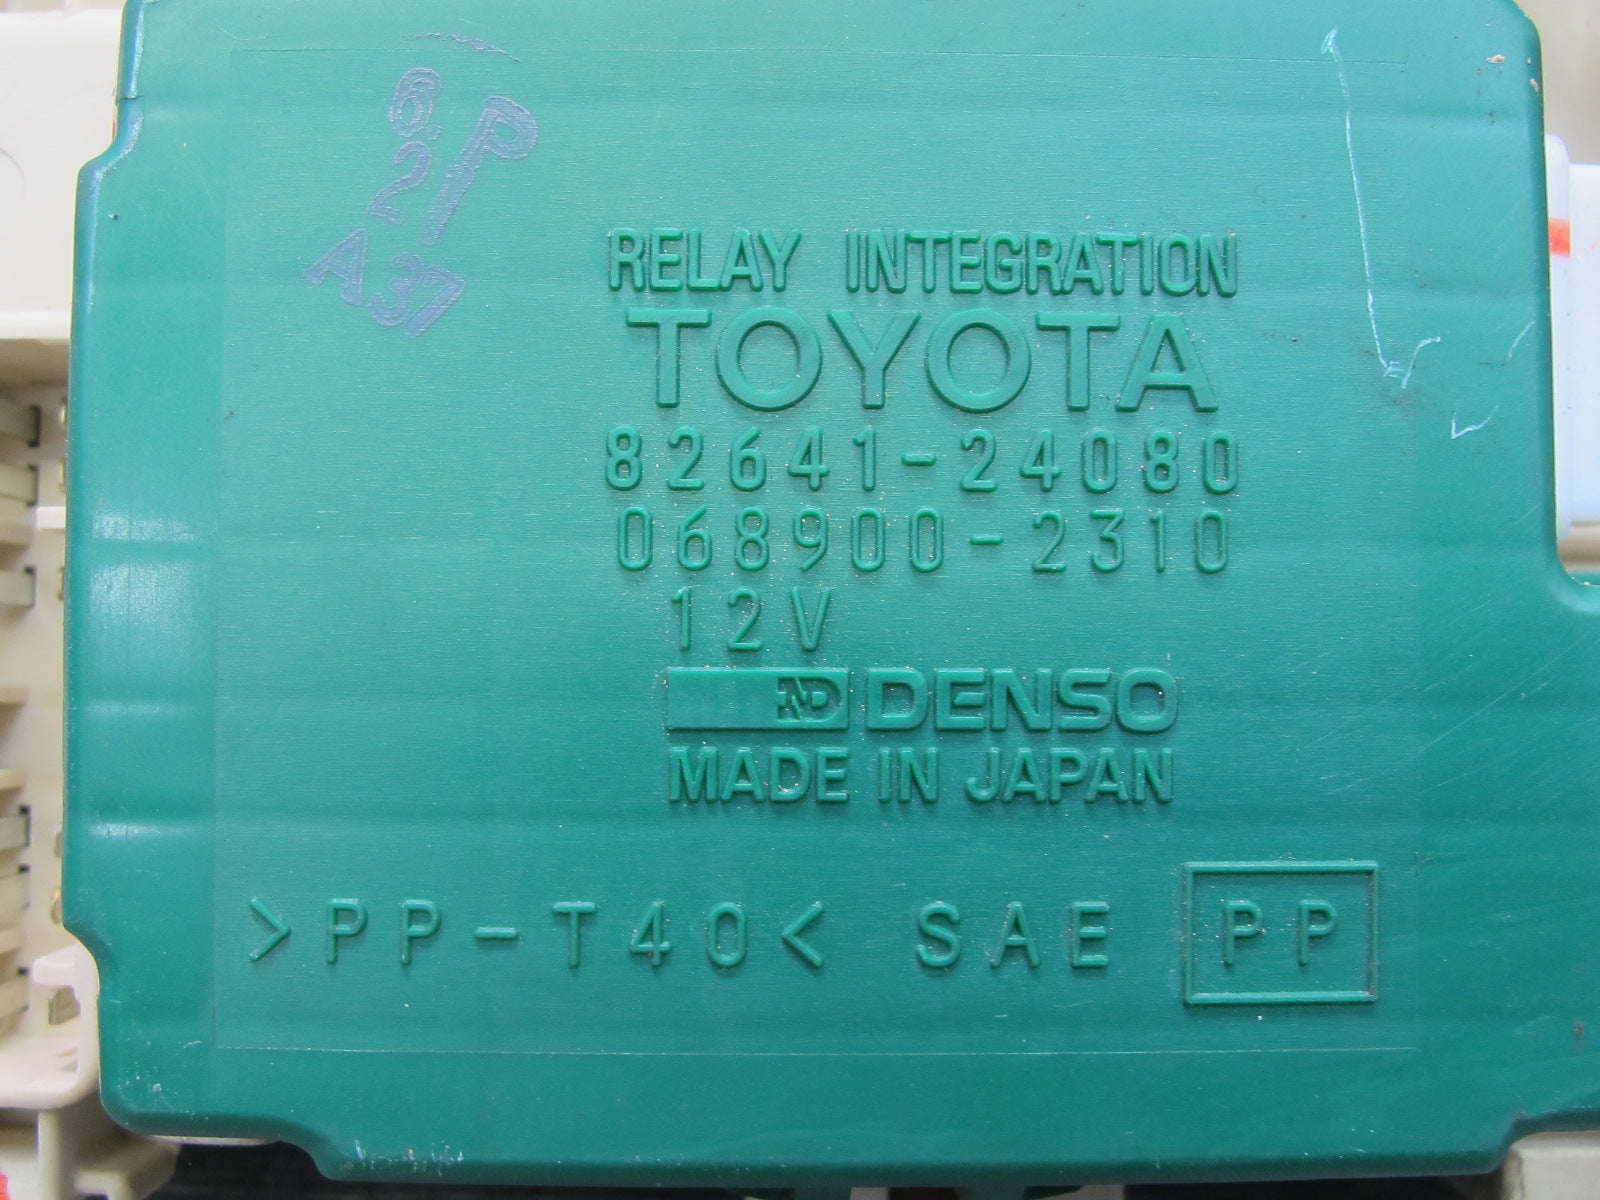 6.
21P
A37
RELAY INTEGRATION
TOYOTA
82641-24080
068900-2310
12V
ND DENSO
MADE IN JAPAN
>PP-T40< SAE PP